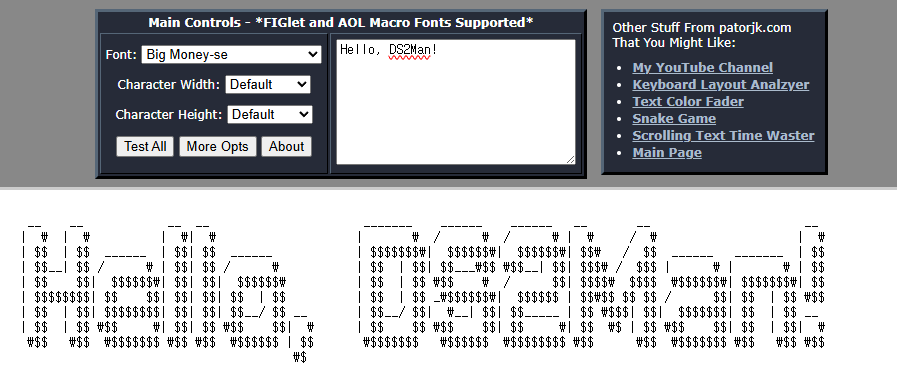 Main Controls - *FIGlet and AOL Macro Fonts Supported*
Font: Big Money-se
Character Width: Default
Character Height: Default
Test All More Opts About
Hello, DS2Man!
Other Stuff From patorjk.com
That You Might Like:
My YouTube Channel
Keyboard Layout Analzyer
Text Color Fader
Snake Game
Scrolling Text Time Waster
Main Page
Hello, DS2Man!